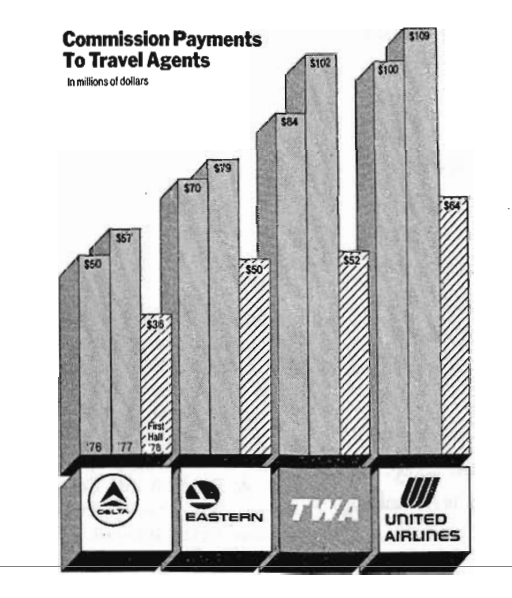 Commission Payments
To Travel Agents
In millions of dollars
$50
$57
$36
$70
$79
$50
$84
$102
$52
$100
$109
$64
'76
'77
First
Half
'78
DELTA
EASTERN
TWA
UNITED
AIRLINES